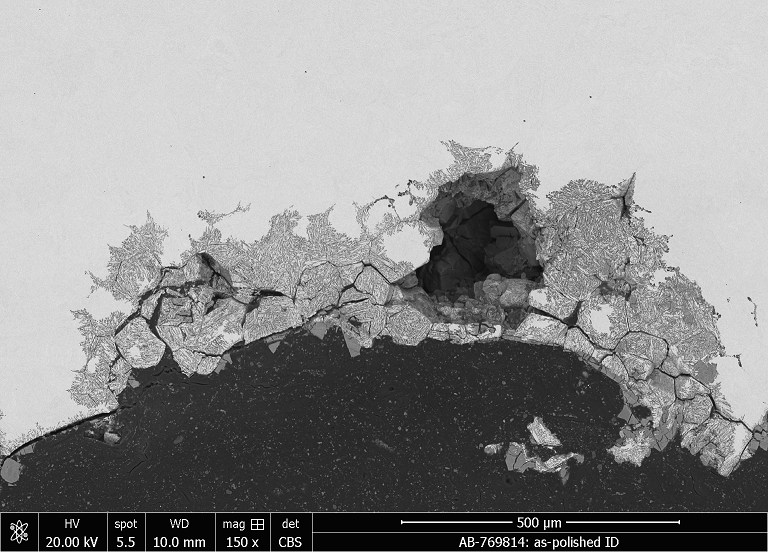 HV spot WD mag det 500 µm
20.00 kV 5.5 10.0 mm 150 x CBS AB-769814: as-polished ID